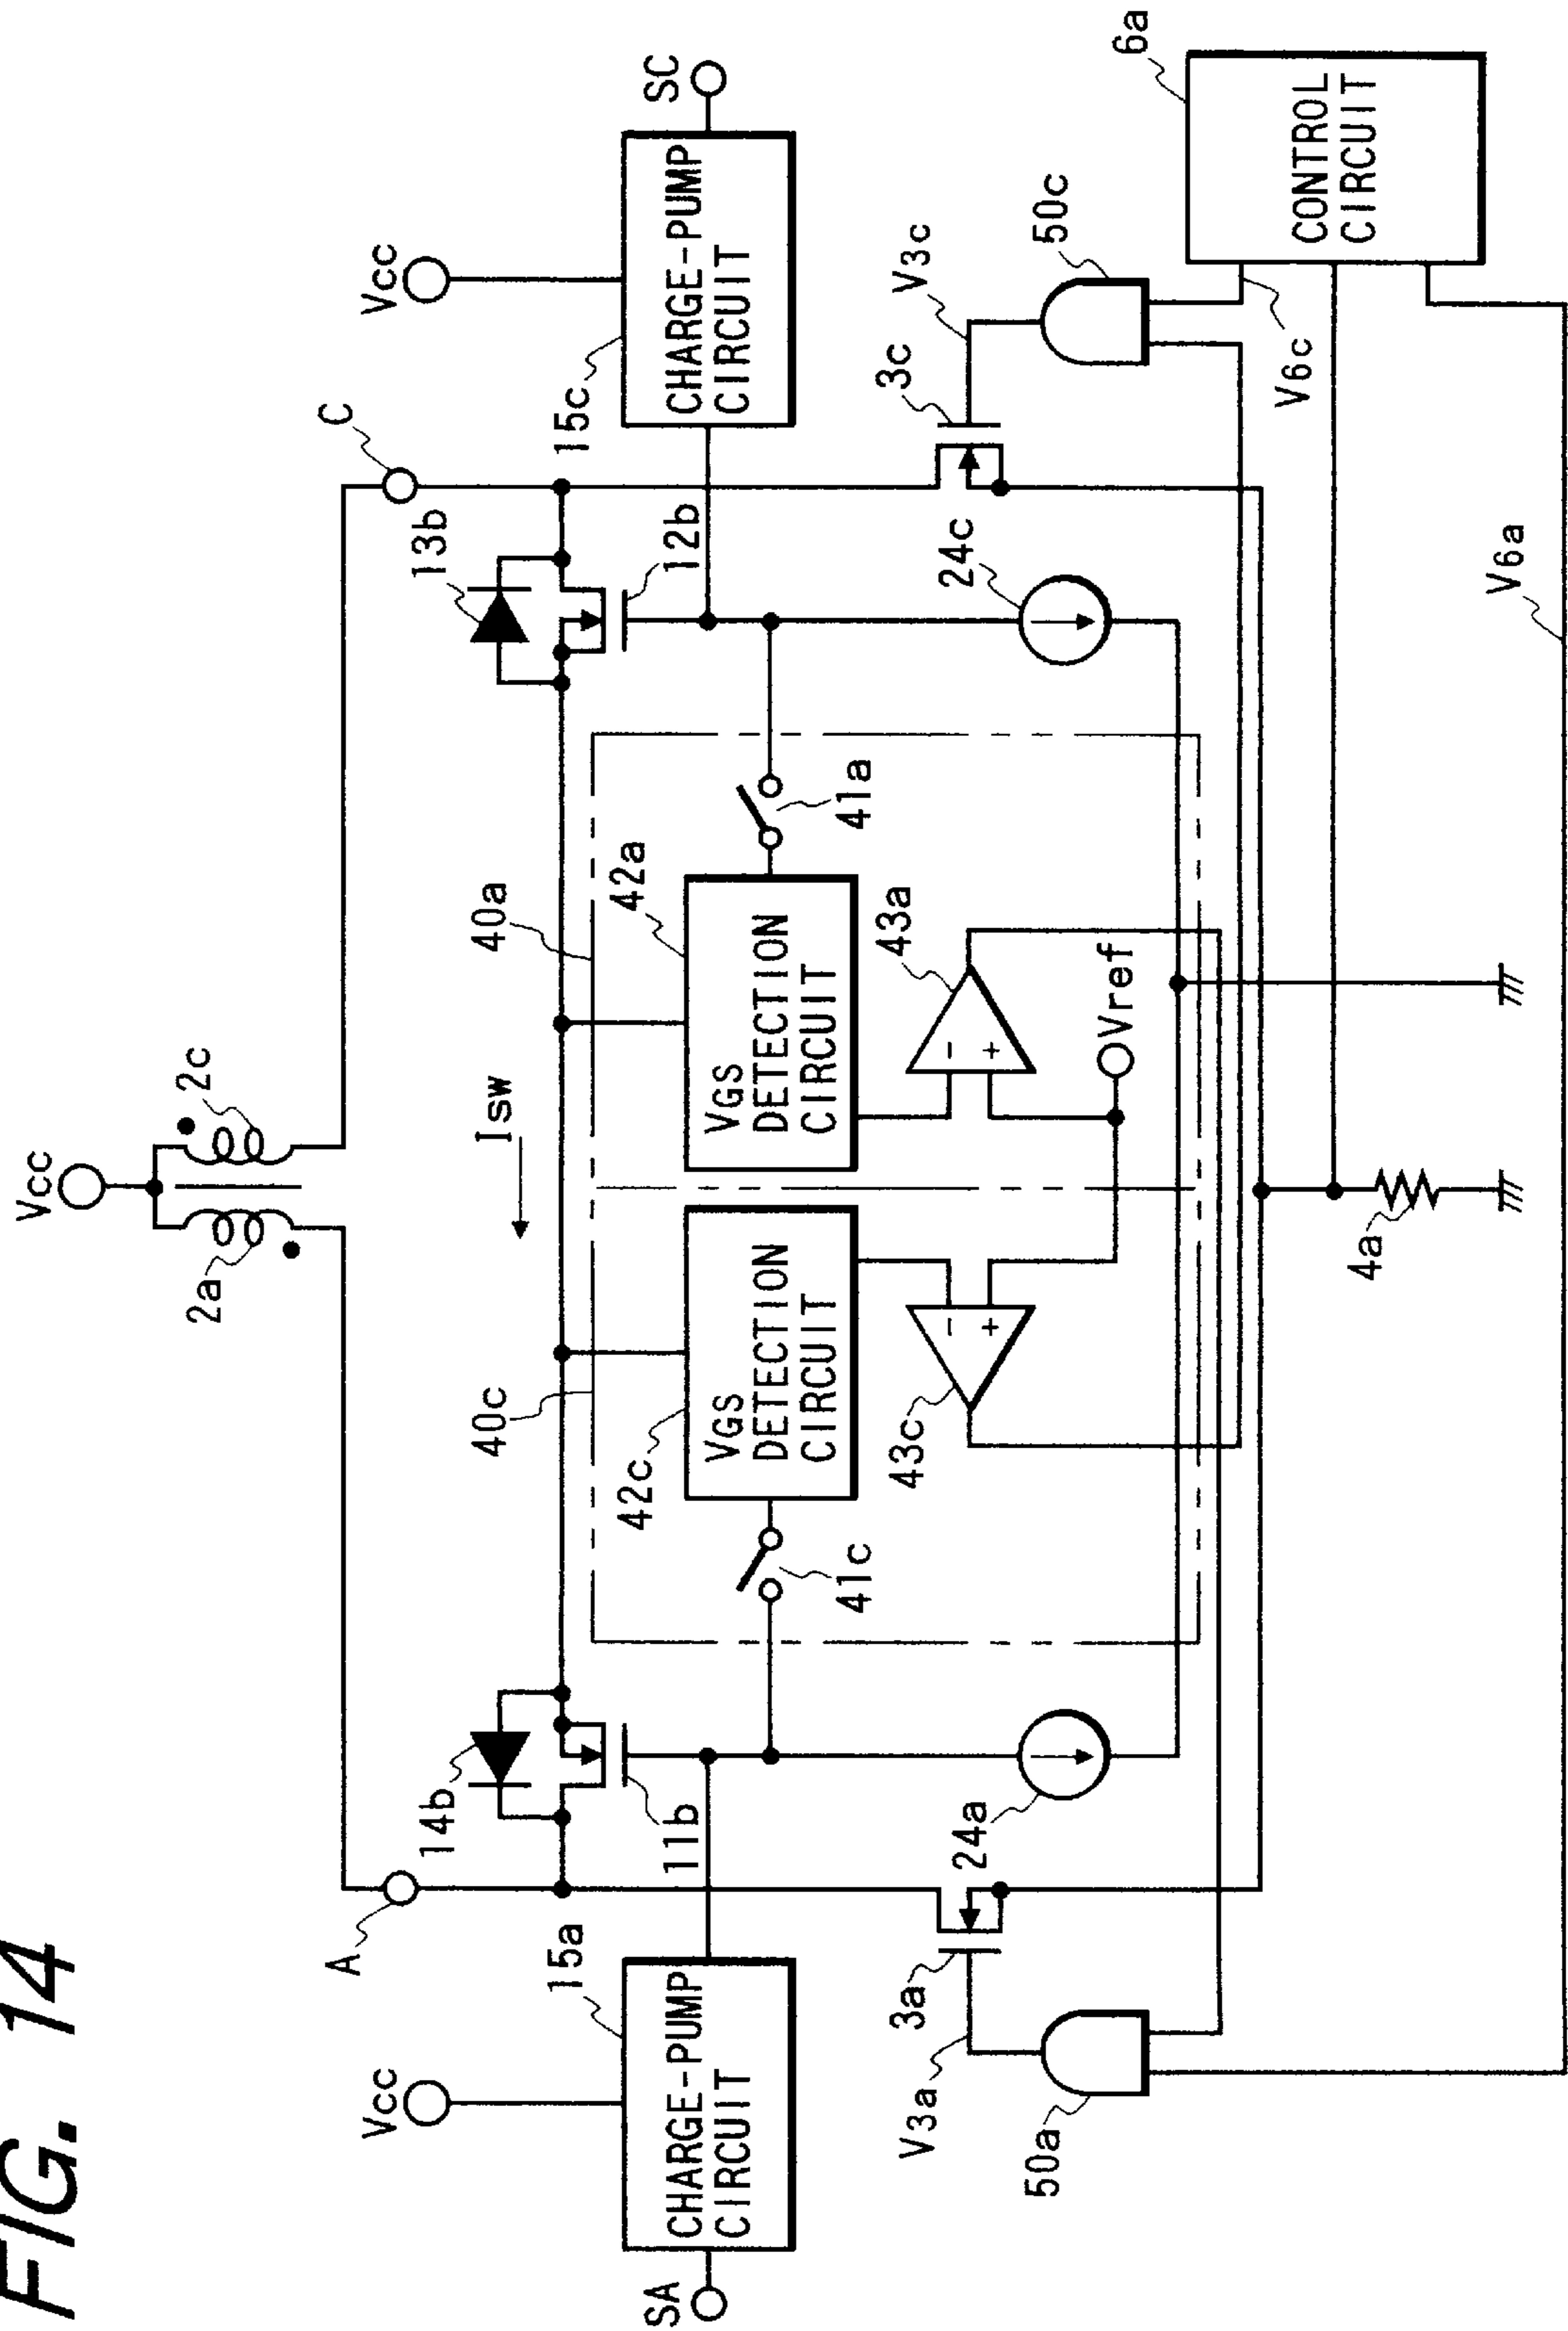 FIG. 14
Vcc
2a
2c
A
C
Vcc
Vcc
14b
13b
15a
11b
Isw
12b
15c
40c
40a
SA
CHARGE-PUMP
CIRCUIT
42c
VGS
DETECTION
CIRCUIT
VGS
DETECTION
CIRCUIT
42a
CHARGE-PUMP
CIRCUIT
SC
41c
41a
43c
-
+
-
+
43a
Vref
V3a
3a
24a
24c
3c
V3c
50a
50c
6a
4a
V6c
CONTROL
CIRCUIT
V6a